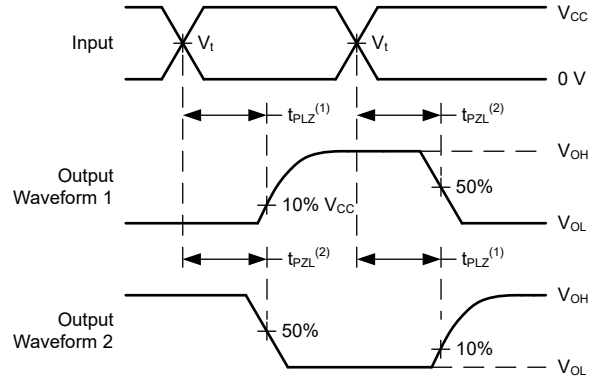 V_CC
Input
V_t
V_t
0 V
t_PLZ^(1)
t_PZL^(2)
V_OH
Output
Waveform 1
10% V_CC
50%
V_OL
t_PZL^(2)
t_PLZ^(1)
V_OH
Output
Waveform 2
50%
10%
V_OL